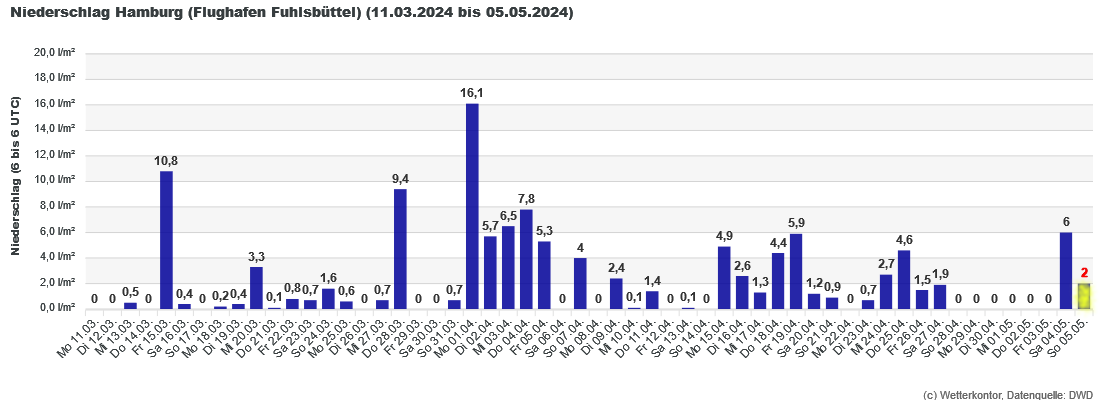 Niederschlag Hamburg (Flughafen Fuhlsbüttel) (11.03.2024 bis 05.05.2024)
Niederschlag (6 bis 6 UTC)
20,0 l/m²
18,0 l/m²
16,0 l/m²
14,0 l/m²
12,0 l/m²
10,0 l/m²
8,0 l/m²
6,0 l/m²
4,0 l/m²
2,0 l/m²
0,0 l/m²
0 0 0,5 0 10,8 0,4 0 0,2 0,4 3,3 0,1 0,8 0,7 1,6 0,6 0 0,7 9,4 0 0 0,7 16,1 5,7 6,5 7,8 5,3 0 4 0 2,4 0,1 1,4 0 0,1 0 4,9 2,6 1,3 4,4 5,9 1,2 0,9 0 0,7 2,7 4,6 1,5 1,9 0 0 0 0 0 0 6 2
Mo 11.03.
Di 12.03.
Mi 13.03.
Do 14.03.
Fr 15.03.
Sa 16.03.
So 17.03.
Mo 18.03.
Di 19.03.
Mi 20.03.
Do 21.03.
Fr 22.03.
Sa 23.03.
So 24.03.
Mo 25.03.
Di 26.03.
Mi 27.03.
Do 28.03.
Fr 29.03.
Sa 30.03.
So 31.03.
Mo 01.04.
Di 02.04.
Mi 03.04.
Do 04.04.
Fr 05.04.
Sa 06.04.
So 07.04.
Mo 08.04.
Di 09.04.
Mi 10.04.
Do 11.04.
Fr 12.04.
Sa 13.04.
So 14.04.
Mo 15.04.
Di 16.04.
Mi 17.04.
Do 18.04.
Fr 19.04.
Sa 20.04.
So 21.04.
Mo 22.04.
Di 23.04.
Mi 24.04.
Do 25.04.
Fr 26.04.
Sa 27.04.
So 28.04.
Mo 29.04.
Di 30.04.
Mi 01.05.
Do 02.05.
Fr 03.05.
Sa 04.05.
So 05.05.
(c) Wetterkontor, Datenquelle: DWD